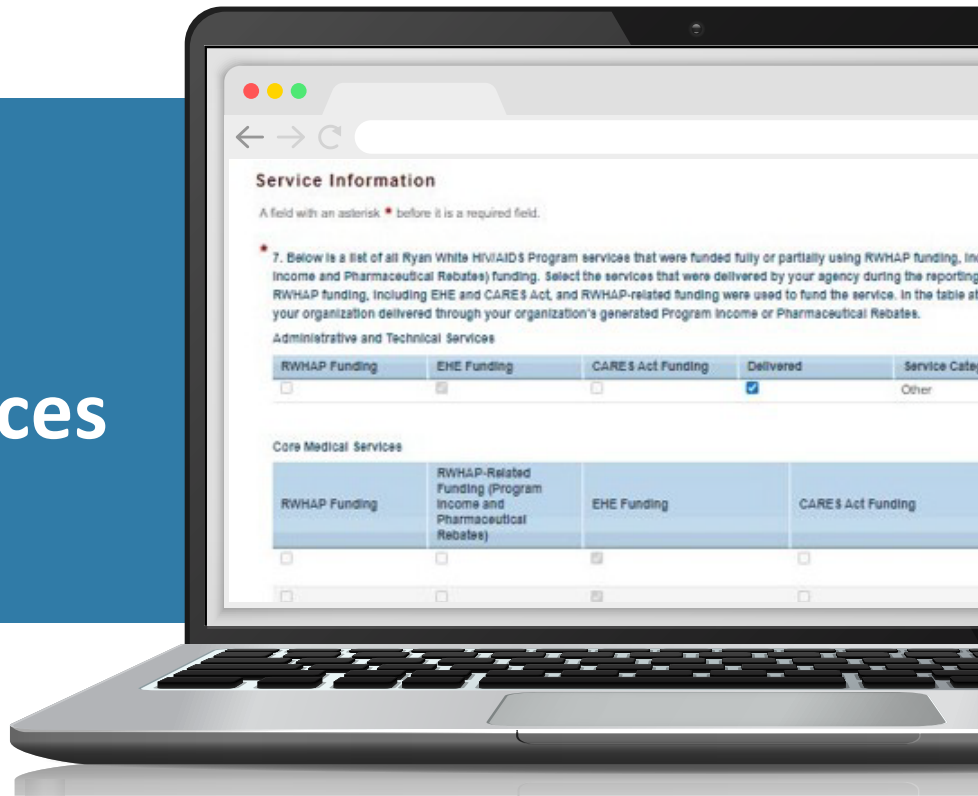 ces
Service Information
A field with an asterisk * before it is a required field.
* 7. Below is a list of all Ryan White HIV/AIDS Program services that were funded fully or partially using RWHAP funding,
Income and Pharmaceutical Rebates) funding. Select the services that were delivered by your agency during the reporting
RWHAP funding, including EHE and CARES Act, and RWHAP-related funding were used to fund the service. In the table
your organization delivered through your organization's generated Program Income or Pharmaceutical Rebates.
Administrative and Technical Services
RWHAP Funding EHE Funding CARES Act Funding Delivered Service Categ
Other
Core Medical Services
RWHAP Funding
RWHAP-Related
Funding (Program
Income and
Pharmaceutical
Rebates)
EHE Funding
CARES Act Funding